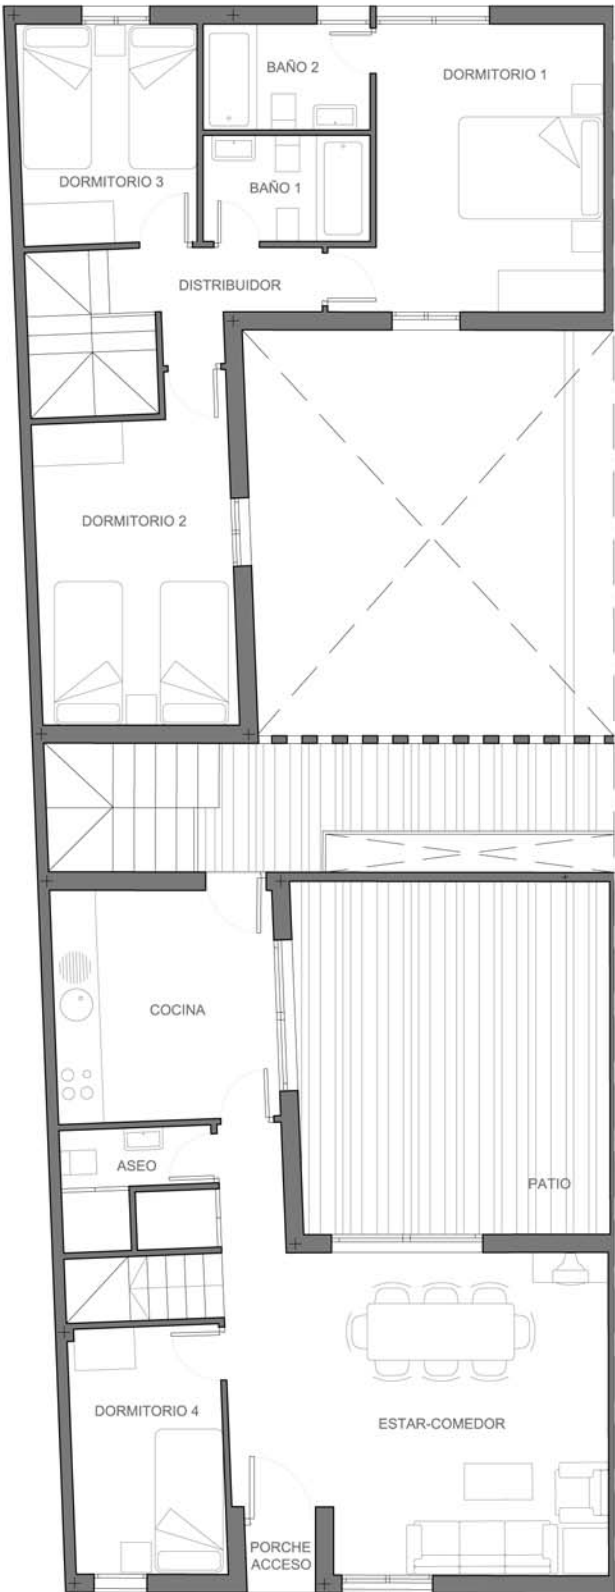 BAÑO 2
DORMITORIO 1
DORMITORIO 3
BAÑO 1
DISTRIBUIDOR
DORMITORIO 2
COCINA
ASEO
PATIO
DORMITORIO 4
ESTAR-COMEDOR
PORCHE
ACCESO